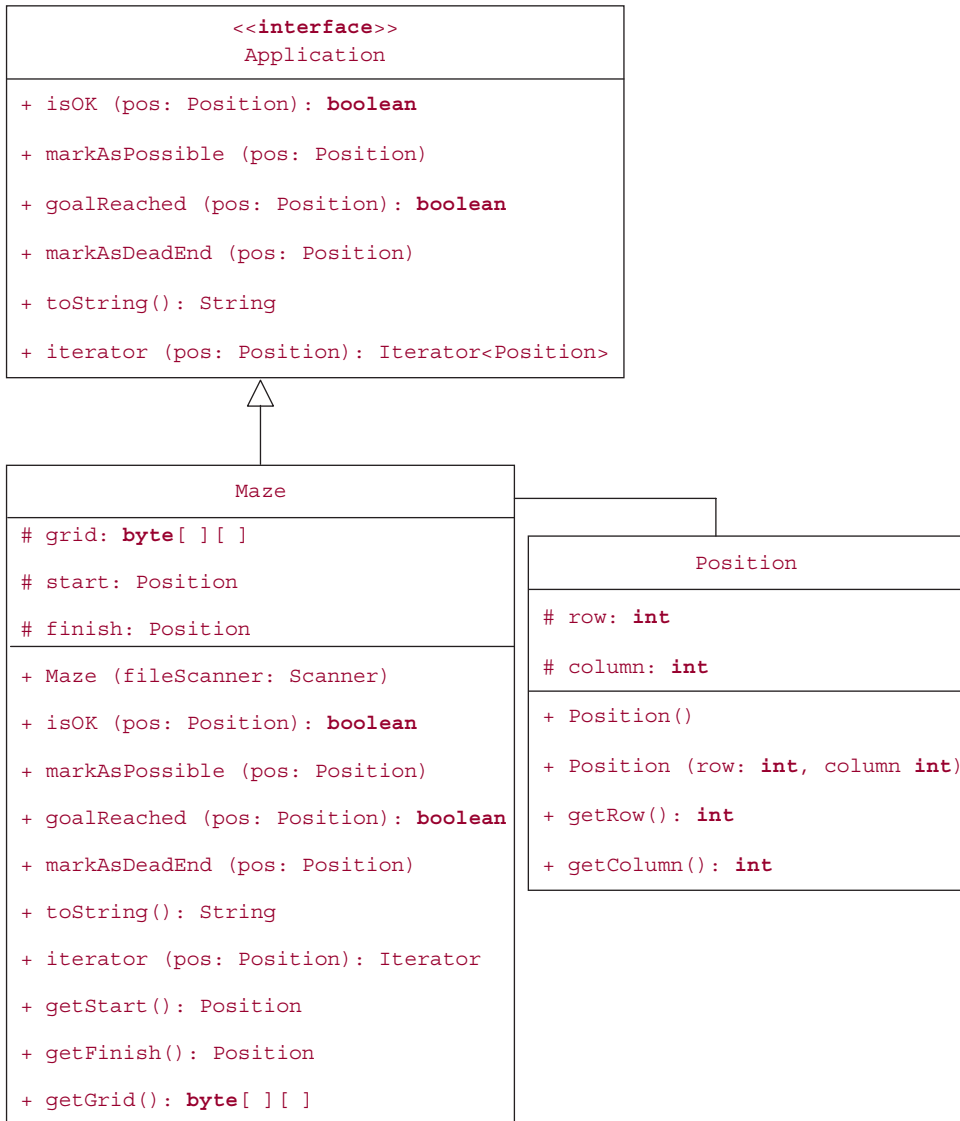 <<interface>>
Application
+ isOK (pos: Position): boolean
+ markAsPossible (pos: Position)
+ goalReached (pos: Position): boolean
+ markAsDeadEnd (pos: Position)
+ toString(): String
+ iterator (pos: Position): Iterator<Position>
Maze
# grid: byte[ ][ ]
# start: Position
# finish: Position
+ Maze (fileScanner: Scanner)
+ isOK (pos: Position): boolean
+ markAsPossible (pos: Position)
+ goalReached (pos: Position): boolean
+ markAsDeadEnd (pos: Position)
+ toString(): String
+ iterator (pos: Position): Iterator
+ getStart(): Position
+ getFinish(): Position
+ getGrid(): byte[ ][ ]
Position
# row: int
# column: int
+ Position()
+ Position (row: int, column int)
+ getRow(): int
+ getColumn(): int